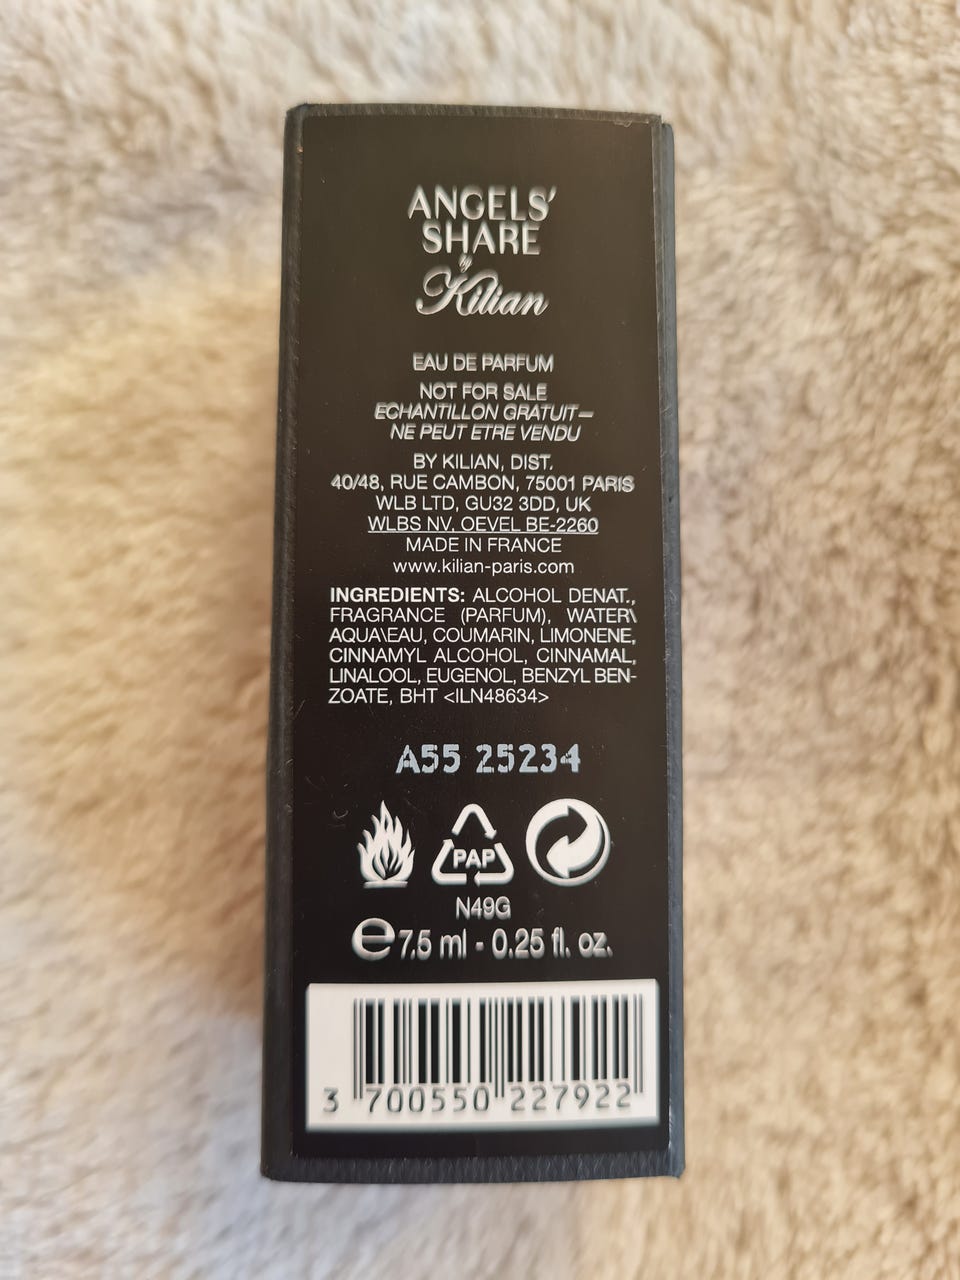 ANGELS'
SHARE
by
Kilian
EAU DE PARFUM
NOT FOR SALE
ECHANTILLON GRATUIT—
NE PEUT ETRE VENDU
BY KILIAN, DIST.
40/48, RUE CAMBON, 75001 PARIS
WLB LTD, GU32 3DD, UK
WLBS NV. OEVEL BE-2260
MADE IN FRANCE
www.kilian-paris.com
INGREDIENTS: ALCOHOL DENAT.,
FRAGRANCE (PARFUM), WATER\
AQUA\EAU, COUMARIN, LIMONENE,
CINNAMYL ALCOHOL, CINNAMAL,
LINALOOL, EUGENOL, BENZYL BEN-
ZOATE, BHT <ILN48634>
A55 25234
PAP
N49G
e 7.5 ml - 0.25 fl. oz.
3 700550 227922